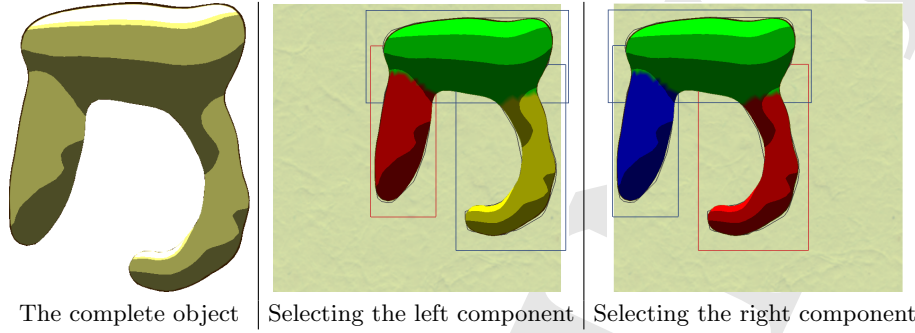 The complete object
Selecting the left component
Selecting the right component